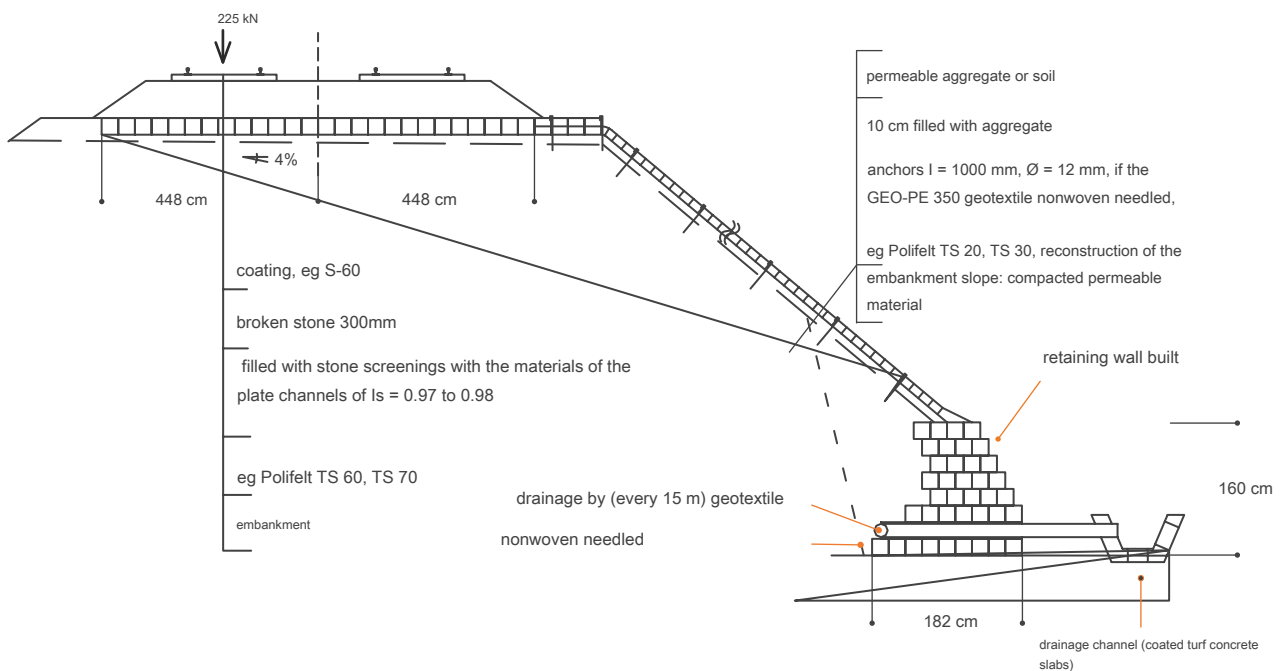 225 kN
4%
448 cm
448 cm
coating, eg S-60
broken stone 300mm
filled with stone screenings with the materials of the
plate channels of Is = 0.97 to 0.98
eg Polifelt TS 60, TS 70
embankment
permeable aggregate or soil
10 cm filled with aggregate
anchors l = 1000 mm, Ø = 12 mm, if the
GEO-PE 350 geotextile nonwoven needled,
eg Polifelt TS 20, TS 30, reconstruction of the
embankment slope: compacted permeable
material
retaining wall built
160 cm
drainage by (every 15 m) geotextile
nonwoven needled
182 cm
drainage channel (coated turf concrete
slabs)